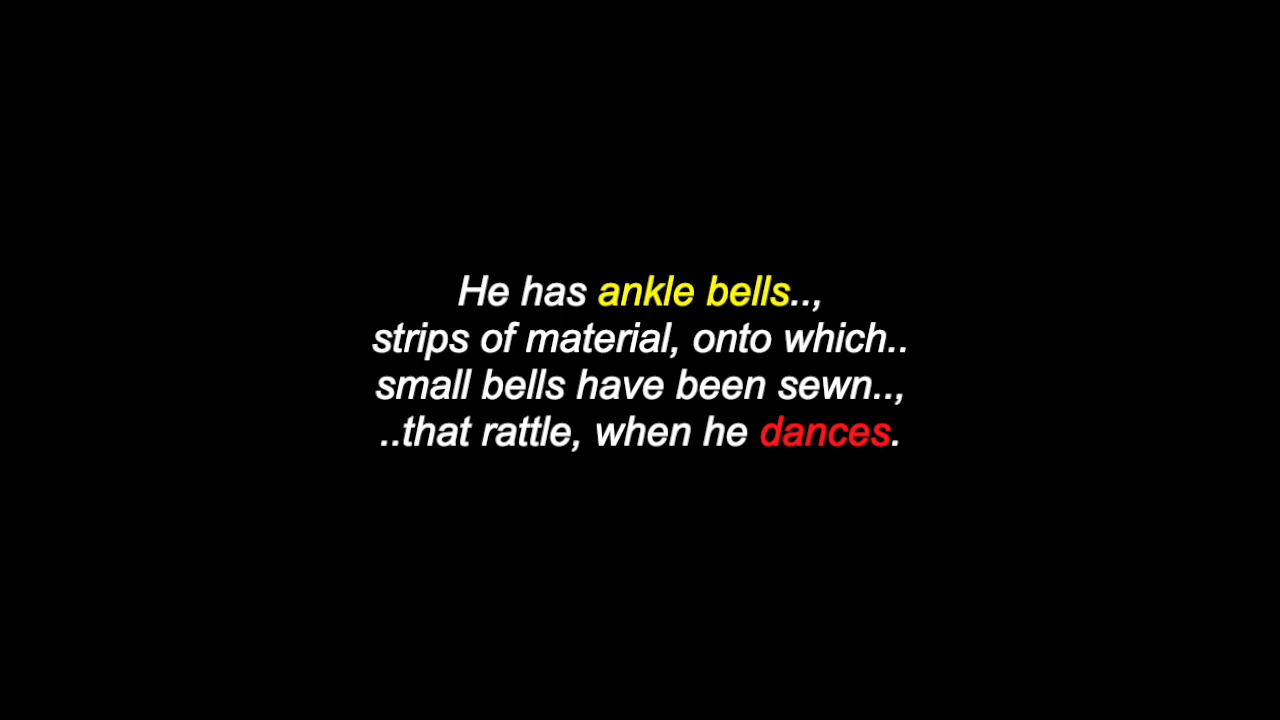 He has ankle bells..,
strips of material, onto which..
small bells have been sewn..,
..that rattle, when he dances.